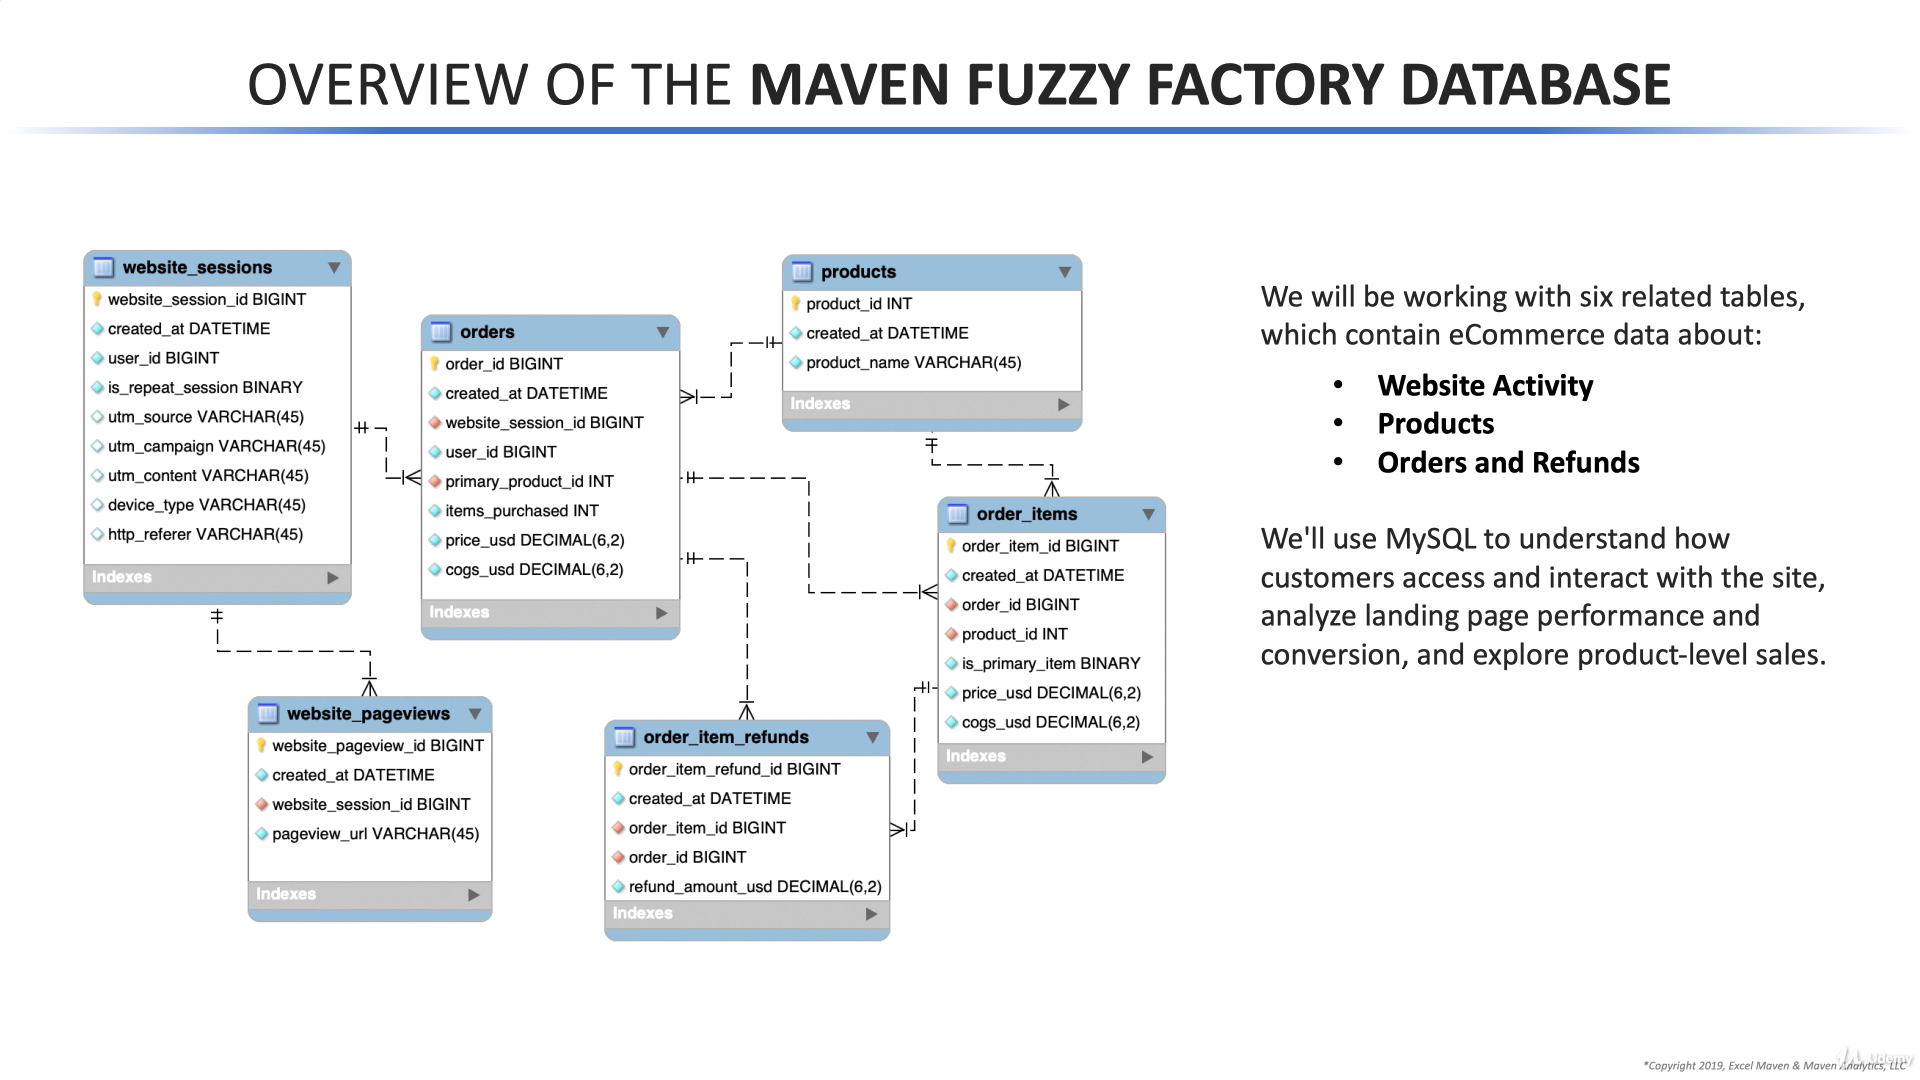 OVERVIEW OF THE MAVEN FUZZY FACTORY DATABASE
website_sessions
website_session_id BIGINT
created_at DATETIME
user_id BIGINT
is_repeat_session BINARY
utm_source VARCHAR(45)
utm_campaign VARCHAR(45)
utm_content VARCHAR(45)
device_type VARCHAR(45)
http_referer VARCHAR(45)
Indexes
orders
order_id BIGINT
created_at DATETIME
website_session_id BIGINT
user_id BIGINT
primary_product_id INT
items_purchased INT
price_usd DECIMAL(6,2)
cogs_usd DECIMAL(6,2)
Indexes
products
product_id INT
created_at DATETIME
product_name VARCHAR(45)
Indexes
order_items
order_item_id BIGINT
created_at DATETIME
order_id BIGINT
product_id INT
is_primary_item BINARY
price_usd DECIMAL(6,2)
cogs_usd DECIMAL(6,2)
Indexes
website_pageviews
website_pageview_id BIGINT
created_at DATETIME
website_session_id BIGINT
pageview_url VARCHAR(45)
Indexes
order_item_refunds
order_item_refund_id BIGINT
created_at DATETIME
order_item_id BIGINT
order_id BIGINT
refund_amount_usd DECIMAL(6,2)
Indexes
We will be working with six related tables,
which contain eCommerce data about:
• Website Activity
• Products
• Orders and Refunds
We'll use MySQL to understand how
customers access and interact with the site,
analyze landing page performance and
conversion, and explore product-level sales.
*Copyright 2019, Excel Maven & Maven Analytics, LLC
Udemy